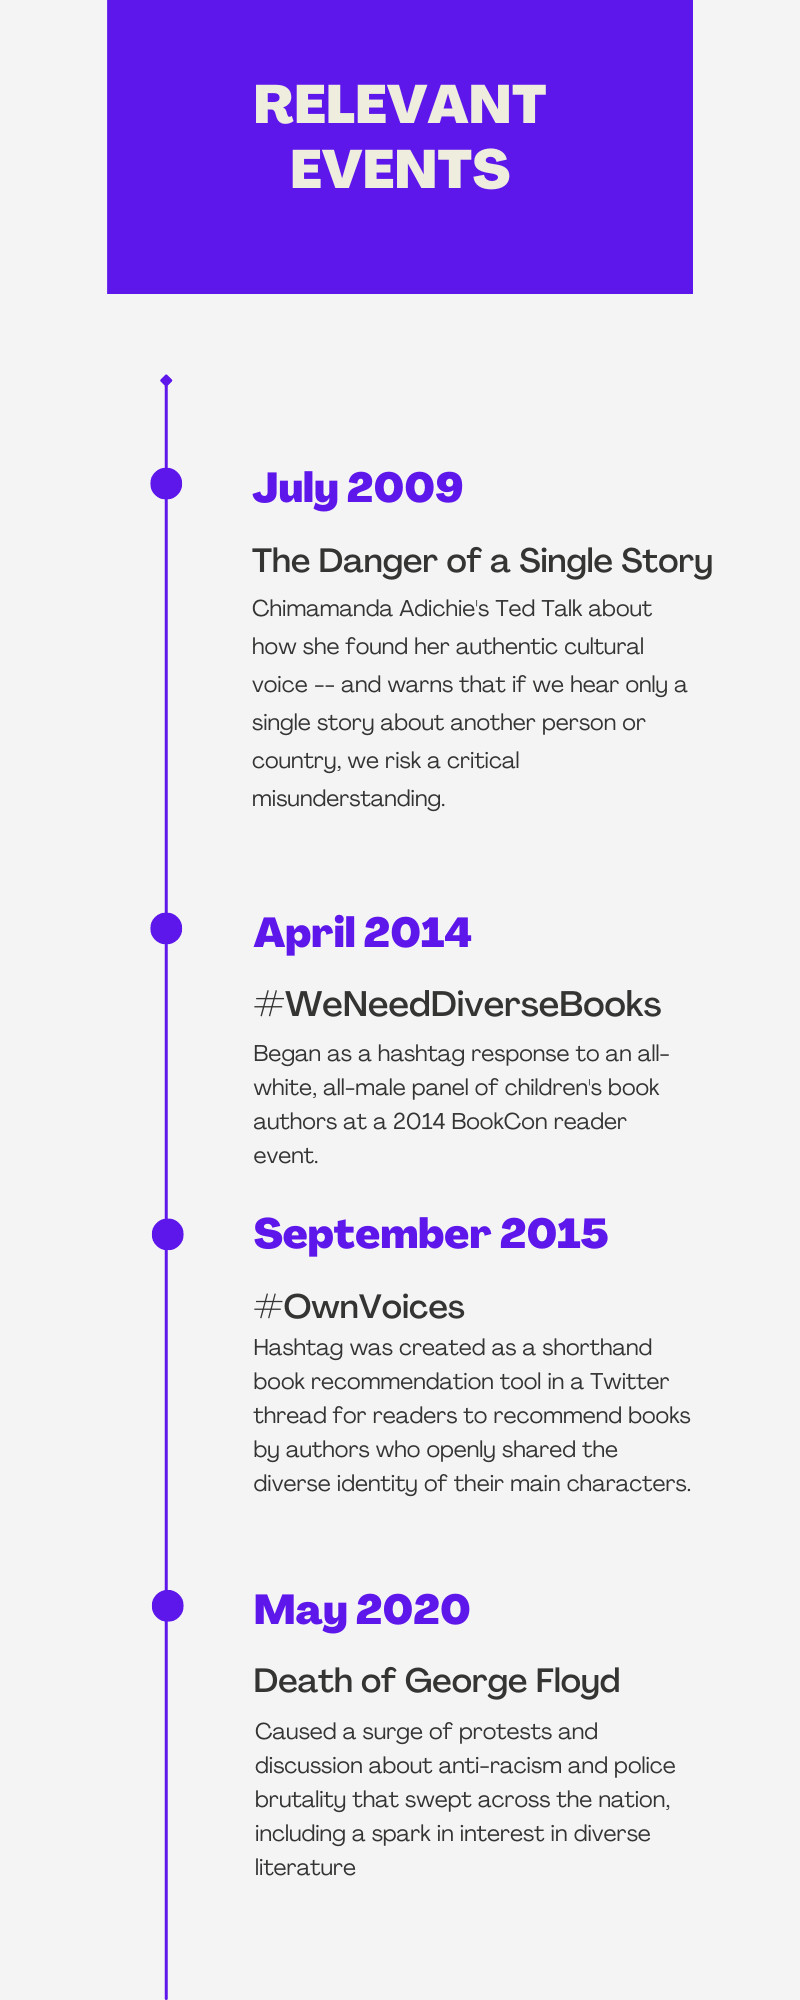 RELEVANT
EVENTS
July 2009
The Danger of a Single Story
Chimamanda Adichie's Ted Talk about
how she found her authentic cultural
voice -- and warns that if we hear only a
single story about another person or
country, we risk a critical
misunderstanding.
April 2014
#WeNeedDiverseBooks
Began as a hashtag response to an all-
white, all-male panel of children's book
authors at a 2014 BookCon reader
event.
September 2015
#OwnVoices
Hashtag was created as a shorthand
book recommendation tool in a Twitter
thread for readers to recommend books
by authors who openly shared the
diverse identity of their main characters.
May 2020
Death of George Floyd
Caused a surge of protests and
discussion about anti-racism and police
brutality that swept across the nation,
including a spark in interest in diverse
literature